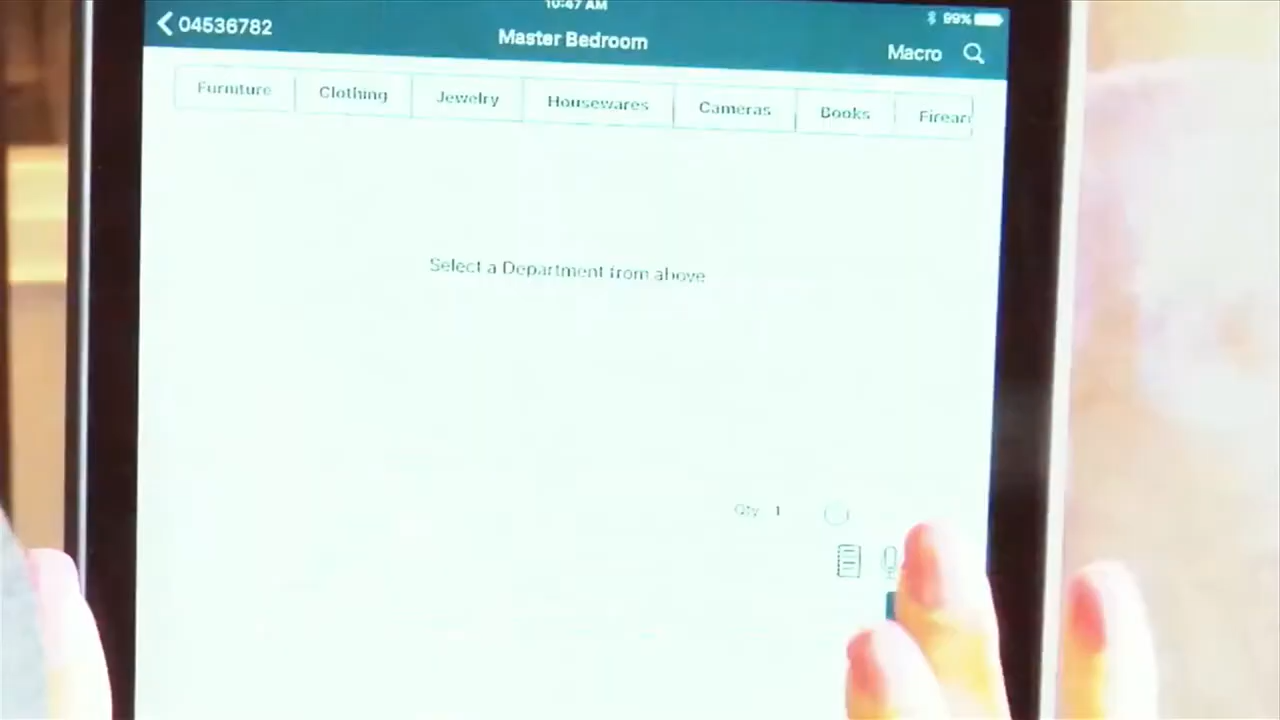 10:47 AM
99%
04536782
Master Bedroom
Macro
Furniture
Clothing
Jewelry
Housewares
Cameras
Books
Firear
Select a Department from above
Qty 1